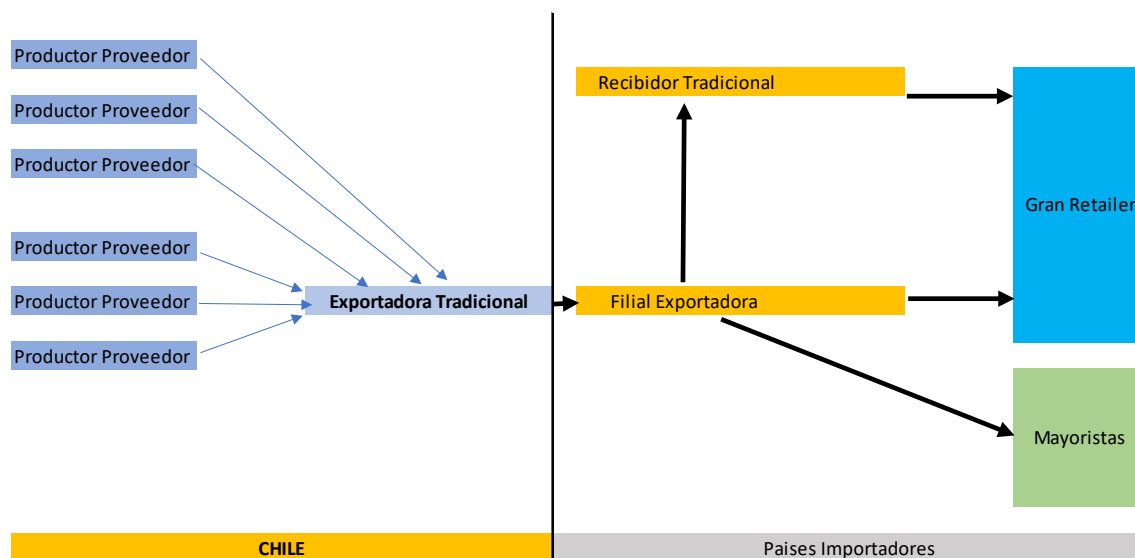 Productor Proveedor
Productor Proveedor
Productor Proveedor
Productor Proveedor
Productor Proveedor
Productor Proveedor
Exportadora Tradicional
Recibidor Tradicional
Filial Exportadora
Gran Retailer
Mayoristas
CHILE
Paises Importadores